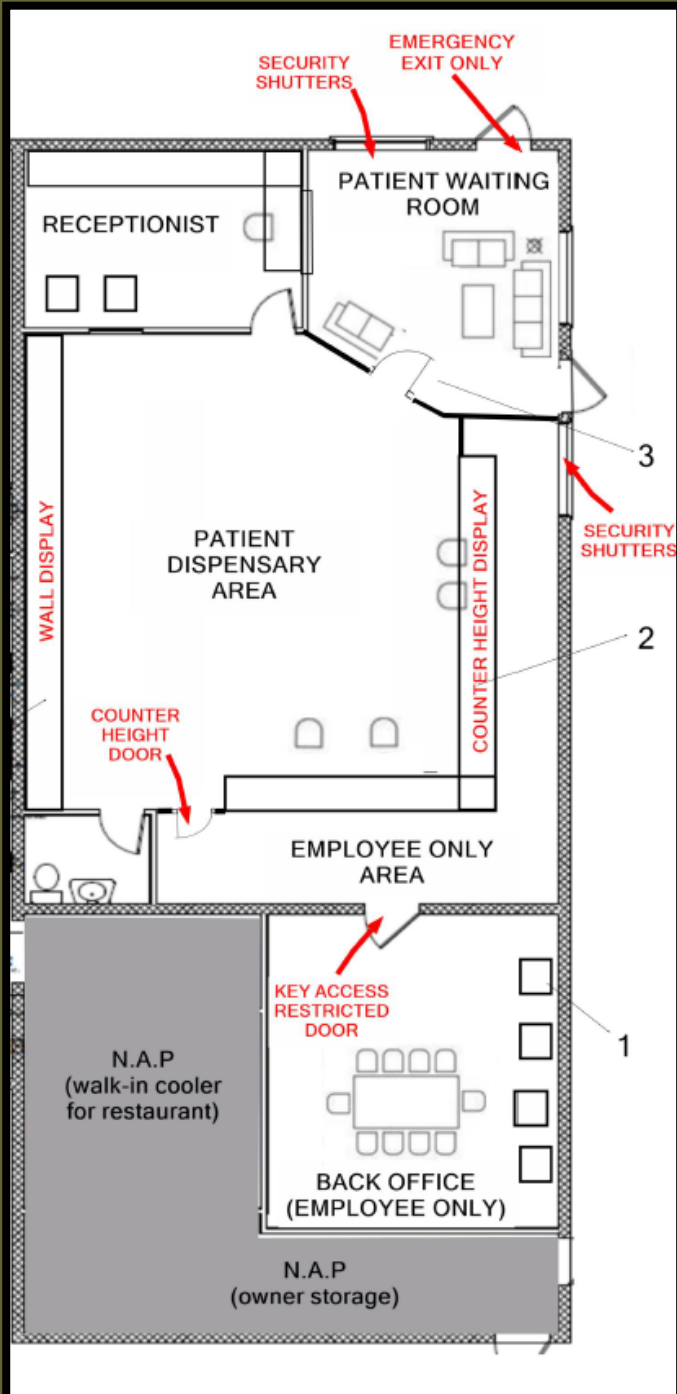 EMERGENCY
EXIT ONLY
SECURITY
SHUTTERS
PATIENT WAITING
ROOM
RECEPTIONIST
3
SECURITY
SHUTTERS
WALL DISPLAY
PATIENT
DISPENSARY
AREA
COUNTER HEIGHT DISPLAY
2
COUNTER
HEIGHT
DOOR
EMPLOYEE ONLY
AREA
KEY ACCESS
RESTRICTED
DOOR
1
N.A.P
(walk-in cooler
for restaurant)
BACK OFFICE
(EMPLOYEE ONLY)
N.A.P
(owner storage)